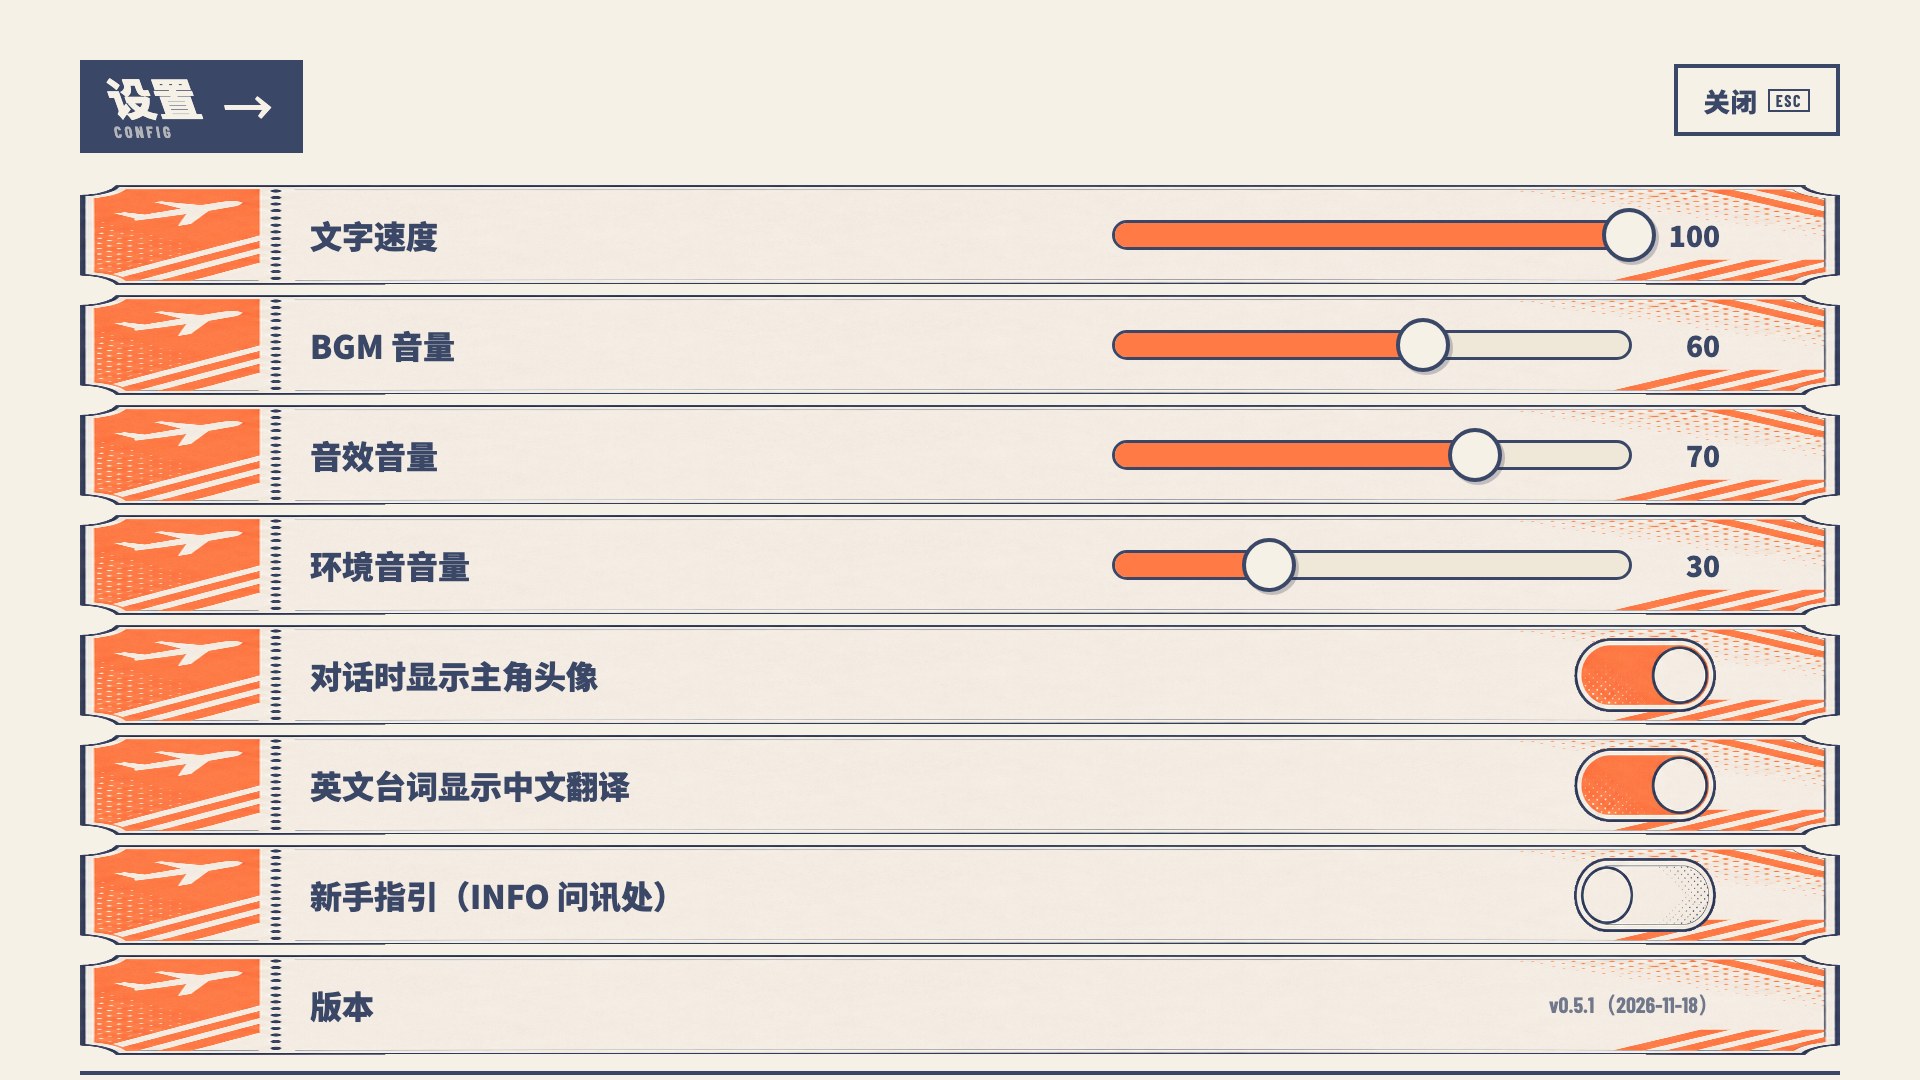 设置 →
CONFIG
关闭 ESC
文字速度 100
BGM 音量 60
音效音量 70
环境音音量 30
对话时显示主角头像
英文台词显示中文翻译
新手指引（INFO 问讯处）
版本 v0.5.1（2026-11-18）